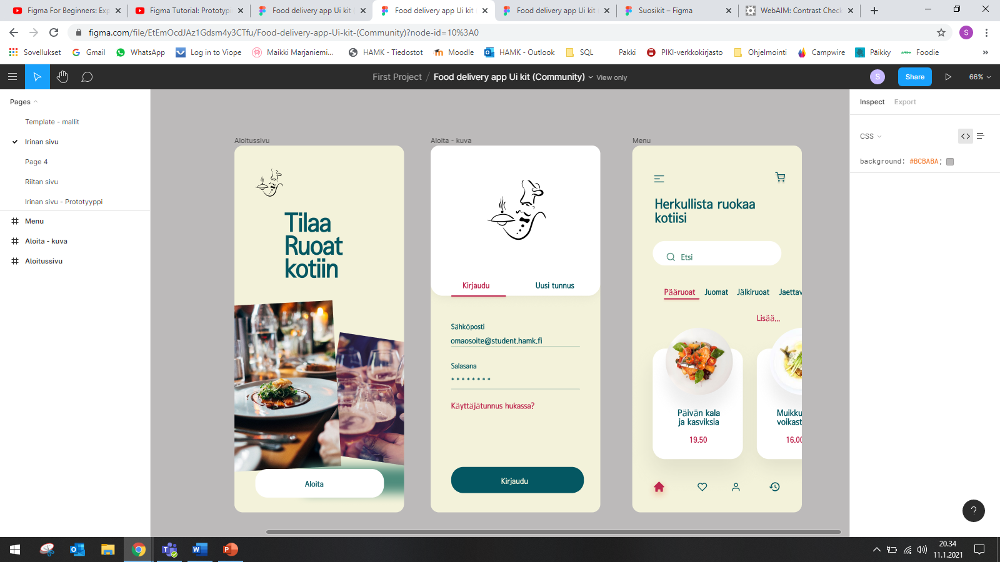 Figma For Beginners: Exp
Figma Tutorial: Prototypi
Food delivery app Ui kit
Food delivery app Ui kit
Food delivery app Ui kit
Suosikit – Figma
WebAIM: Contrast Check
figma.com/file/EtEmOcdJAz1Gdsm4y3CTfu/Food-delivery-app-Ui-kit-(Community)?node-id=10%3A0
S
Sovellukset
Gmail
WhatsApp
Log in to Viope
Maikki Marjaniemi...
HAMK - Tiedostot
Moodle
HAMK - Outlook
SQL
Pakki
PIKI-verkkokirjasto
Ohjelmointi
Campwire
Päikky
Foodie
»
First Project / Food delivery app Ui kit (Community) View only
S
Share
66%
Pages
Template - mallit
Irinan sivu
Page 4
Riitan sivu
Irinan sivu - Prototyyppi
Menu
Aloita - kuva
Aloitussivu
Aloitussivu
Tilaa
Ruoat
kotiin
Aloita
Aloita - kuva
Kirjaudu
Uusi tunnus
Sähköposti
omaosoite@student.hamk.fi
Salasana
********
Käyttäjätunnus hukassa?
Kirjaudu
Menu
Herkullista ruokaa
kotiisi
Etsi
Pääruoat
Juomat
Jälkiruoat
Jaettav
Lisää...
Päivän kala
ja kasviksia
19.50
Muikku
voikast
16.00
Inspect
Export
CSS
background: #BCBABA;
?
20.34
11.1.2021